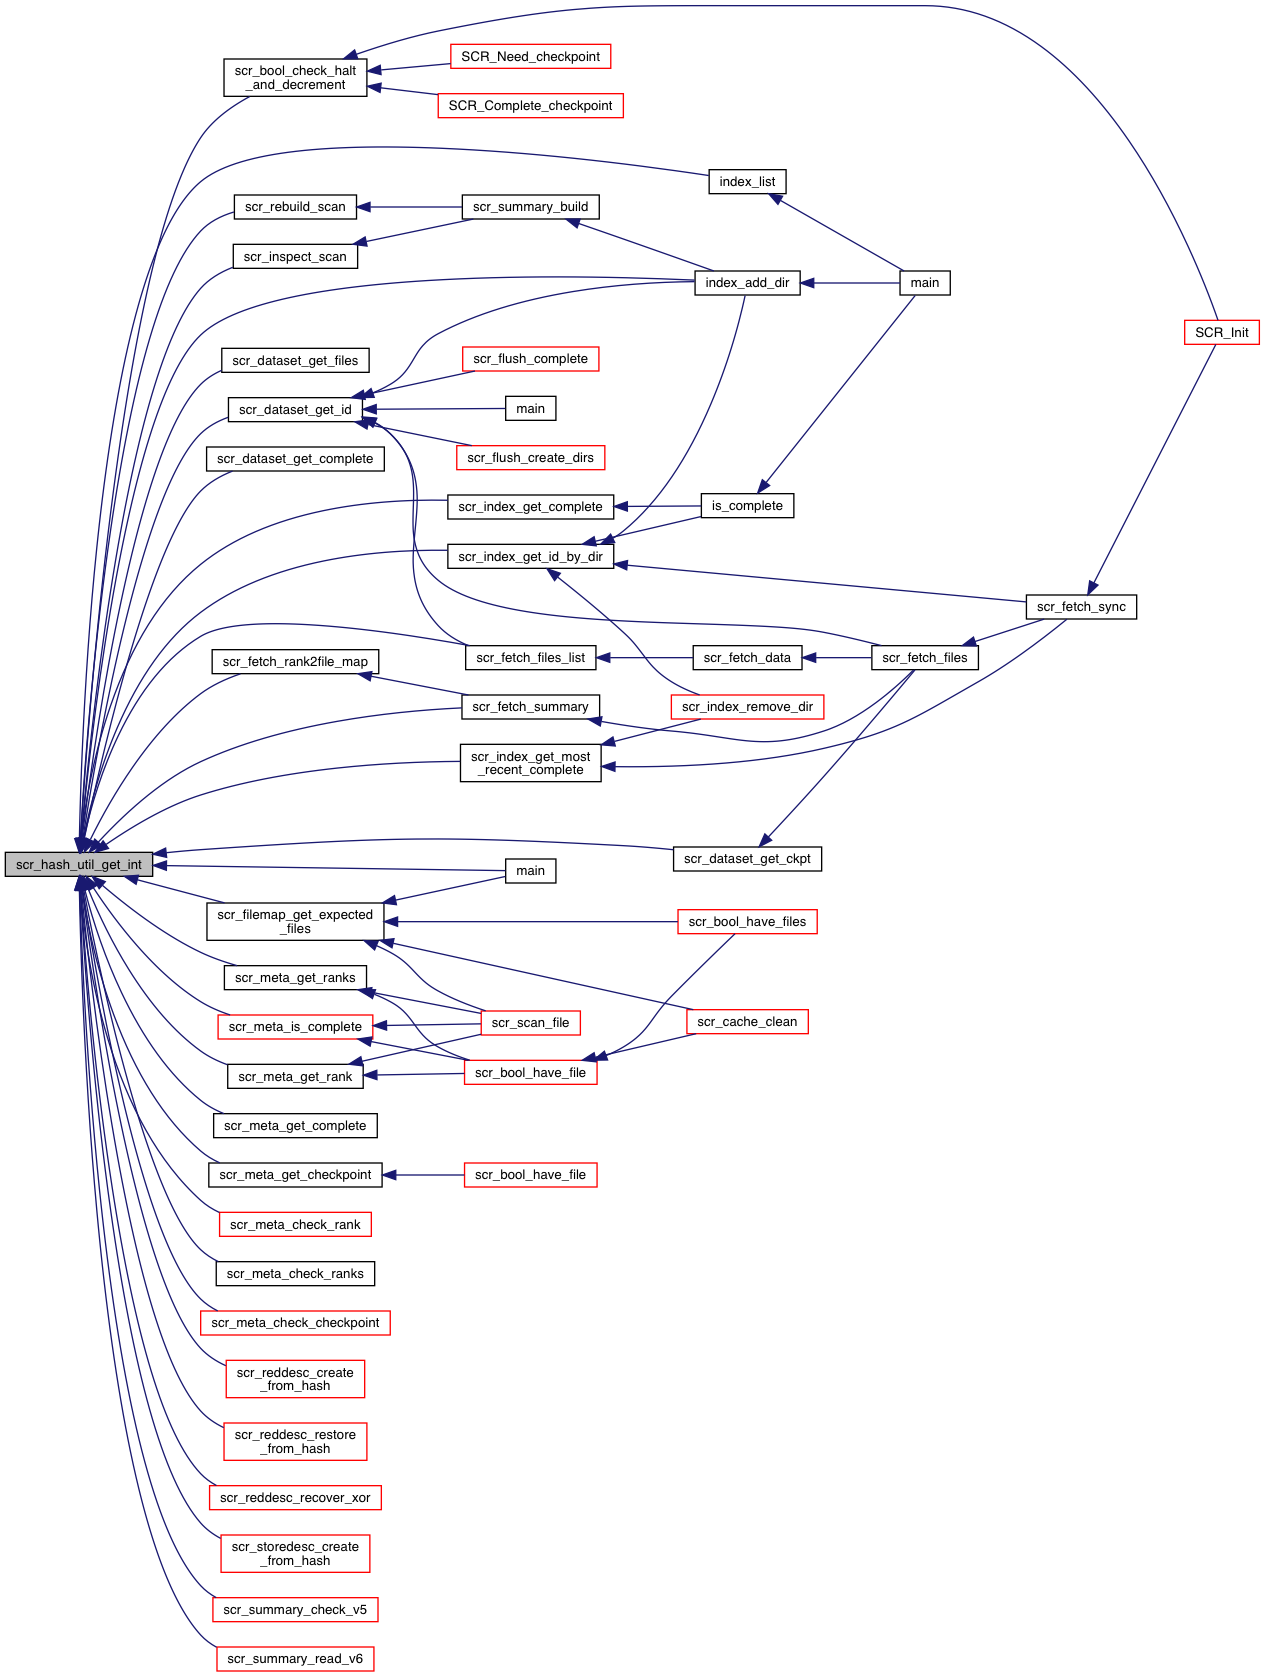 scr_bool_check_halt
_and_decrement
SCR_Need_checkpoint
SCR_Complete_checkpoint
index_list
scr_rebuild_scan
scr_summary_build
scr_inspect_scan
index_add_dir
main
SCR_Init
scr_dataset_get_files
scr_flush_complete
scr_dataset_get_id
main
scr_flush_create_dirs
scr_dataset_get_complete
scr_index_get_complete
is_complete
scr_index_get_id_by_dir
scr_fetch_sync
scr_fetch_rank2file_map
scr_fetch_files_list
scr_fetch_data
scr_fetch_files
scr_fetch_summary
scr_index_remove_dir
scr_index_get_most
_recent_complete
scr_hash_util_get_int
scr_dataset_get_ckpt
main
scr_filemap_get_expected
_files
scr_bool_have_files
scr_meta_get_ranks
scr_meta_is_complete
scr_scan_file
scr_cache_clean
scr_meta_get_rank
scr_bool_have_file
scr_meta_get_complete
scr_meta_get_checkpoint
scr_bool_have_file
scr_meta_check_rank
scr_meta_check_ranks
scr_meta_check_checkpoint
scr_reddesc_create
_from_hash
scr_reddesc_restore
_from_hash
scr_reddesc_recover_xor
scr_storedesc_create
_from_hash
scr_summary_check_v5
scr_summary_read_v6